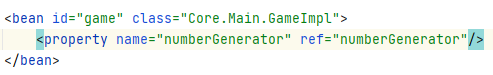 <bean id="game" class="Core.Main.GameImpl">
<property name="numberGenerator" ref="numberGenerator"/>
</bean>